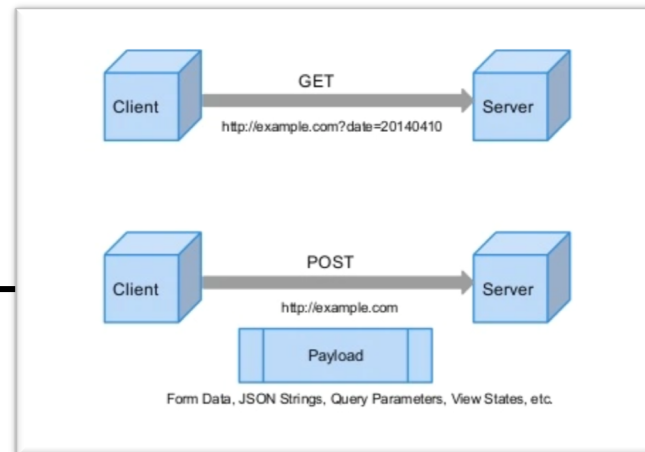 GET
Client
Server
http://example.com?date=20140410
POST
Client
Server
http://example.com
Payload
Form Data, JSON Strings, Query Parameters, View States, etc.